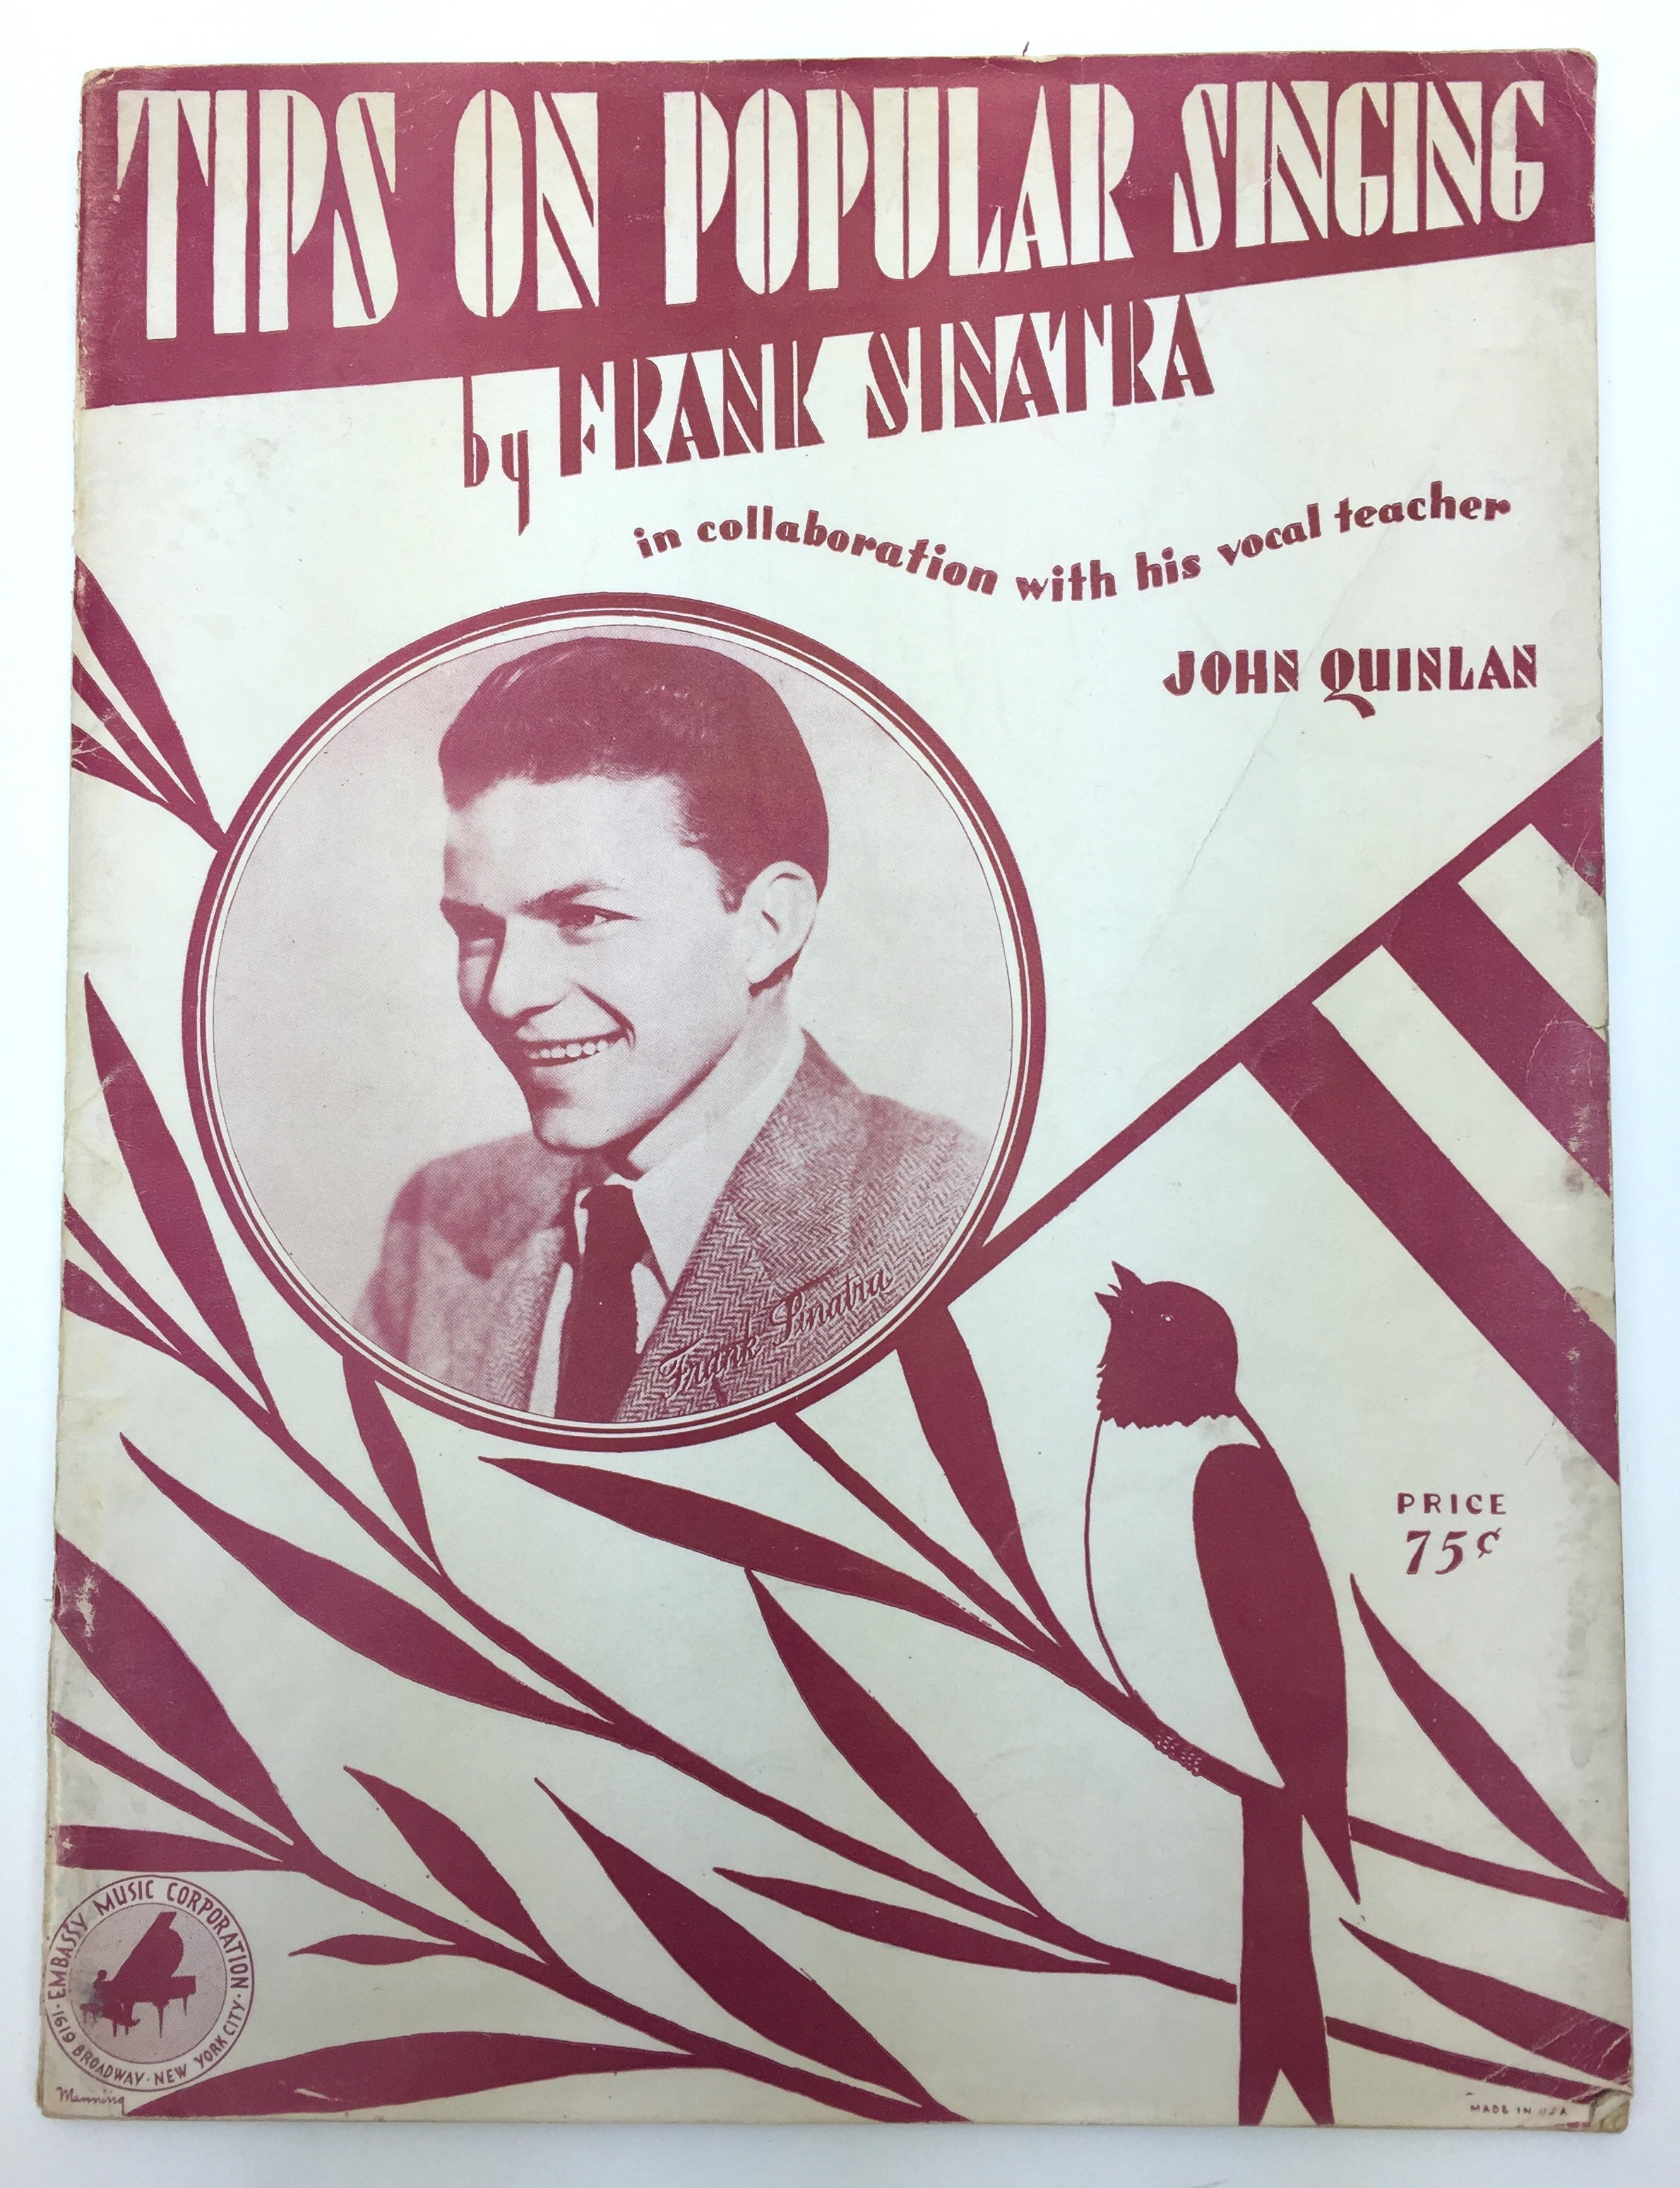 TIPS ON POPULAR SINGING
by FRANK SINATRA
in collaboration with his vocal teacher
JOHN QUINLAN
Frank Sinatra
PRICE
75¢
EMBASSY MUSIC CORPORATION
1619 BROADWAY · NEW YORK CITY · N
Manning
MADE IN USA